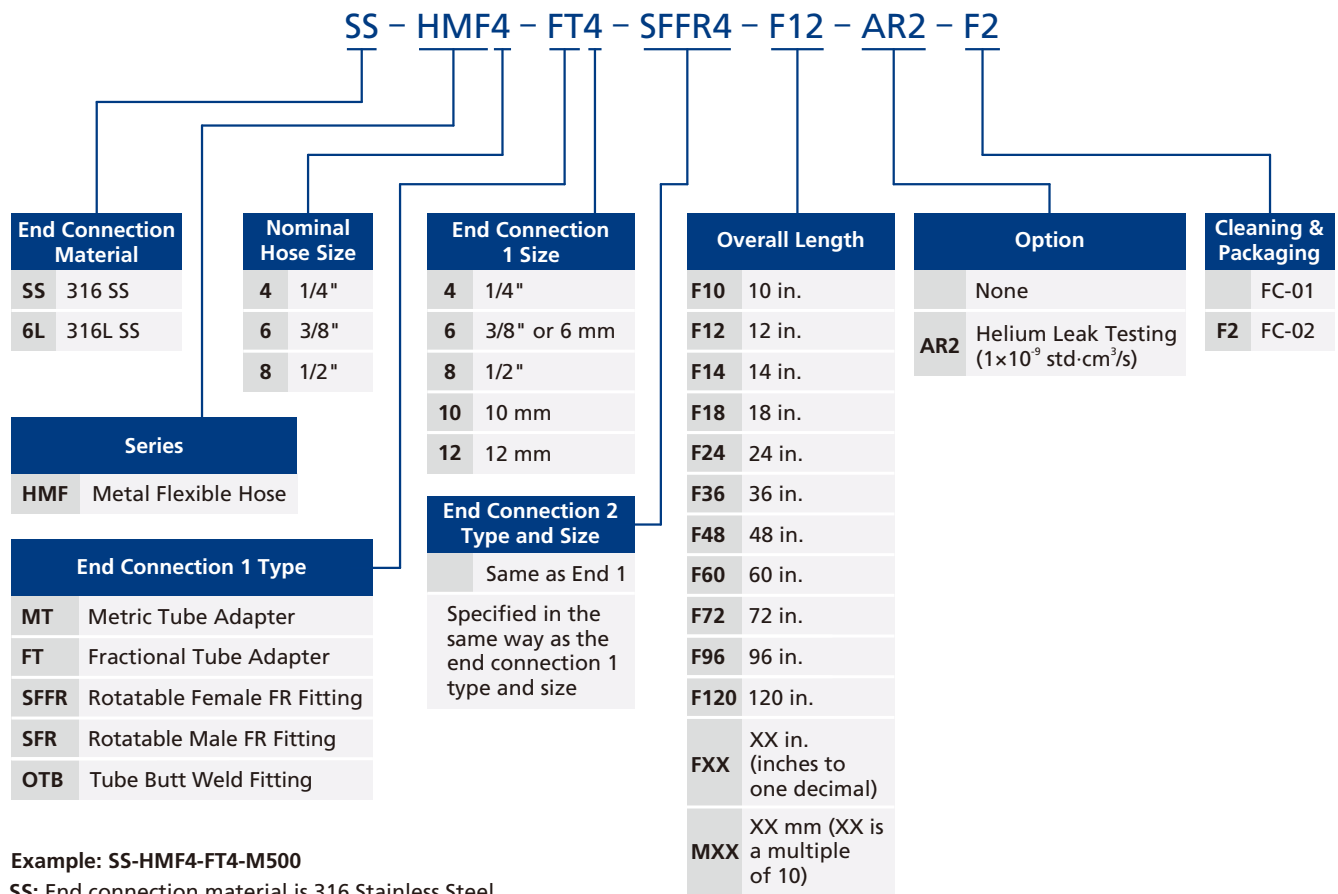 SS – HMF4 – FT4 – SFFR4 – F12 – AR2 – F2
End Connection
Material
SS 316 SS
6L 316L SS
Series
HMF Metal Flexible Hose
Nominal
Hose Size
4 1/4"
6 3/8"
8 1/2"
End Connection 1 Type
MT Metric Tube Adapter
FT Fractional Tube Adapter
SFFR Rotatable Female FR Fitting
SFR Rotatable Male FR Fitting
OTB Tube Butt Weld Fitting
End Connection
1 Size
4 1/4"
6 3/8" or 6 mm
8 1/2"
10 10 mm
12 12 mm
End Connection 2
Type and Size
Same as End 1
Specified in the
same way as the
end connection 1
type and size
Overall Length
F10 10 in.
F12 12 in.
F14 14 in.
F18 18 in.
F24 24 in.
F36 36 in.
F48 48 in.
F60 60 in.
F72 72 in.
F96 96 in.
F120 120 in.
XX in.
FXX (inches to
one decimal)
XX mm (XX is
MXX a multiple
of 10)
Option
None
AR2 Helium Leak Testing
(1×10⁻⁹ std·cm³/s)
Cleaning &
Packaging
FC-01
F2 FC-02
Example: SS-HMF4-FT4-M500
SS: End connection material is 316 Stainless Steel